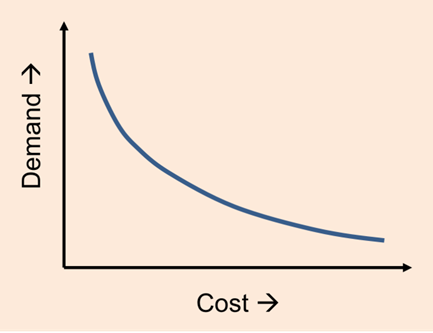 Demand →
Cost →